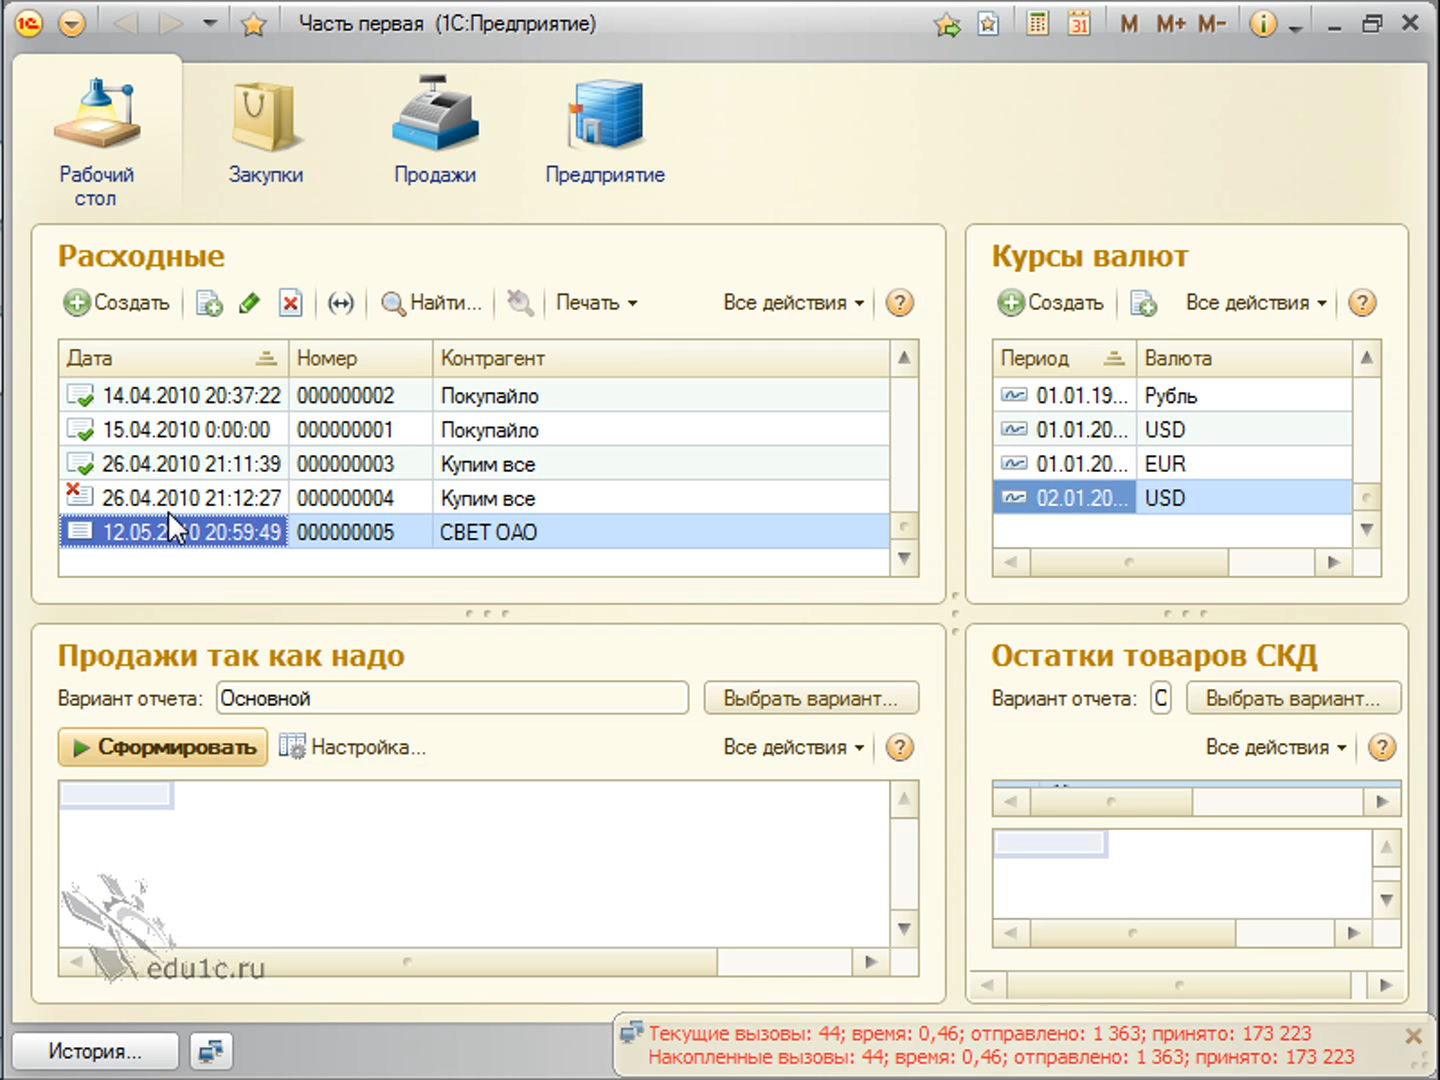 Часть первая (1С:Предприятие)
31 M M+ M-
Рабочий
стол
Закупки
Продажи
Предприятие
Расходные
Создать Найти... Печать Все действия ?
Дата Номер Контрагент
14.04.2010 20:37:22 000000002 Покупайло
15.04.2010 0:00:00 000000001 Покупайло
26.04.2010 21:11:39 000000003 Купим все
26.04.2010 21:12:27 000000004 Купим все
20:59:49 000000005 СВЕТ ОАО
Курсы валют
Создать Все действия ?
Период Валюта
01.01.19... Рубль
01.01.20... USD
01.01.20... EUR
02.01.20... USD
Продажи так как надо
Вариант отчета: Основной Выбрать вариант...
Сформировать Настройка... Все действия ?
edu1c.ru
Остатки товаров СКД
Вариант отчета: О Выбрать вариант...
Все действия ?
История...
Текущие вызовы: 44; время: 0,46; отправлено: 1 363; принято: 173 223
Накопленные вызовы: 44; время: 0,46; отправлено: 1 363; принято: 173 223